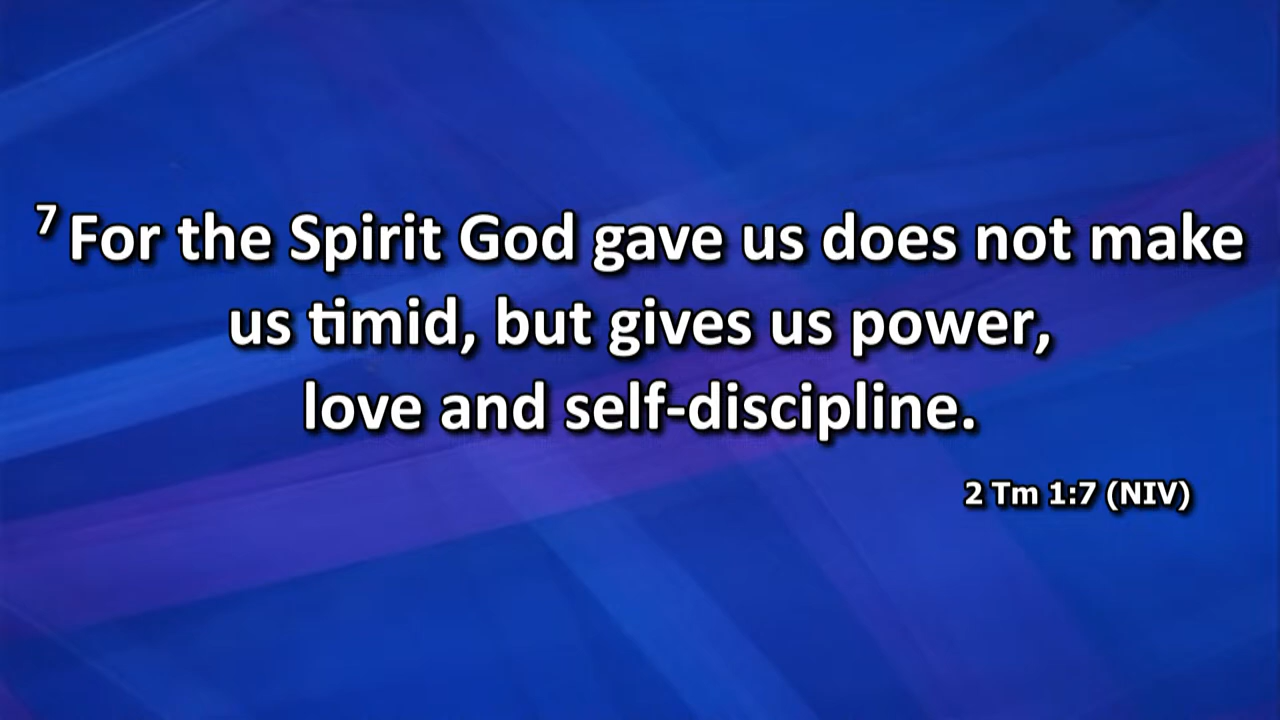 7 For the Spirit God gave us does not make
us timid, but gives us power,
love and self-discipline.
2 Tm 1:7 (NIV)